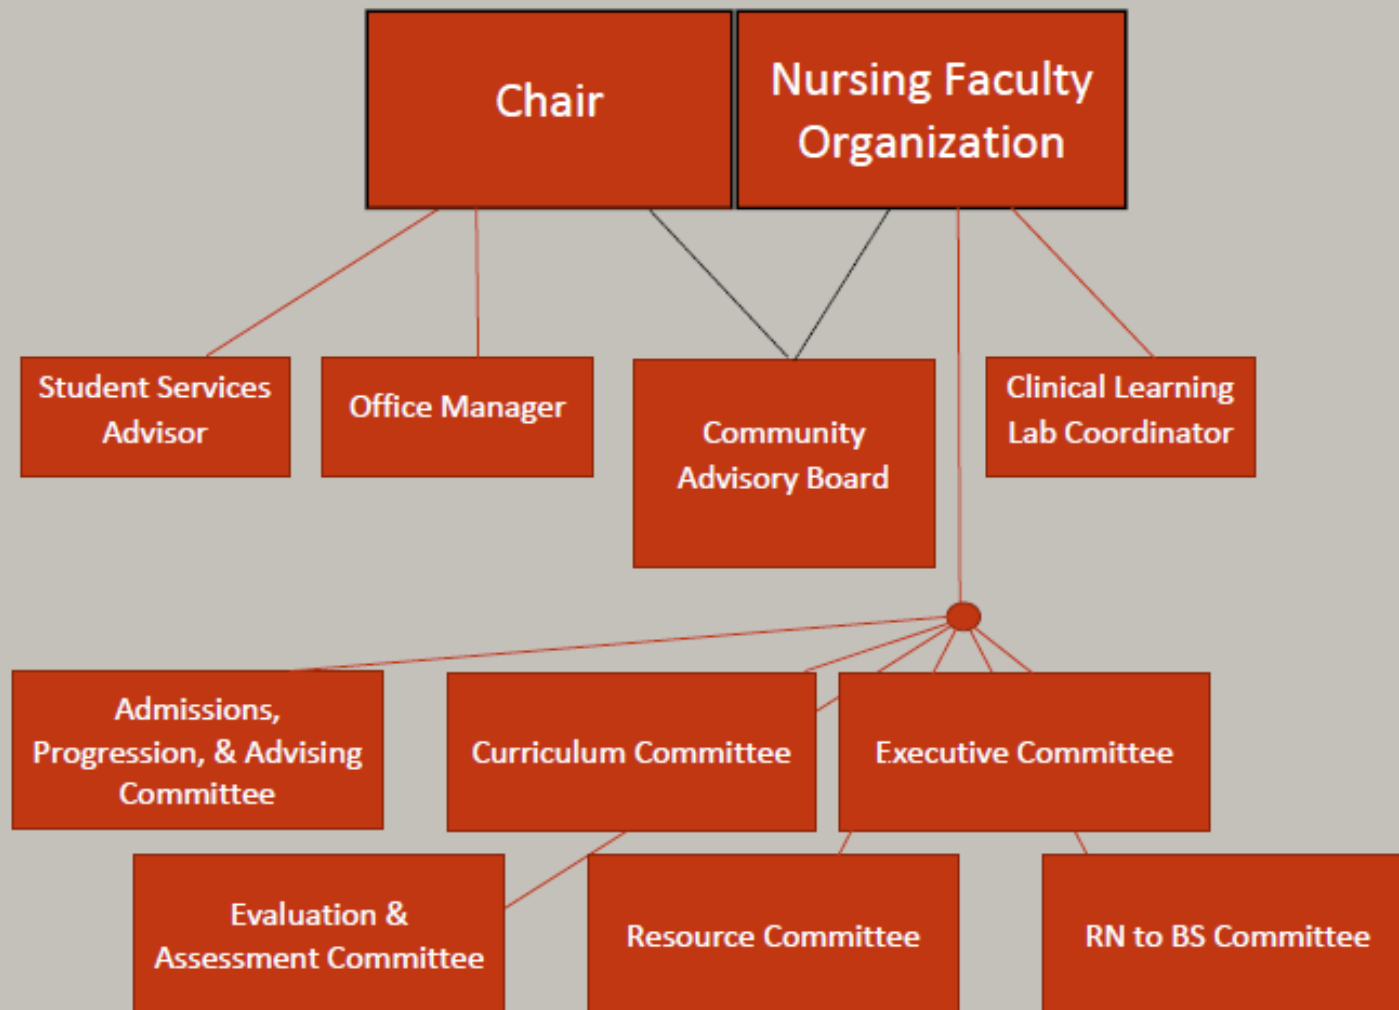 Chair
Nursing Faculty
Organization
Student Services
Advisor
Office Manager
Community
Advisory Board
Clinical Learning
Lab Coordinator
Admissions,
Progression, & Advising
Committee
Curriculum Committee
Executive Committee
Evaluation &
Assessment Committee
Resource Committee
RN to BS Committee